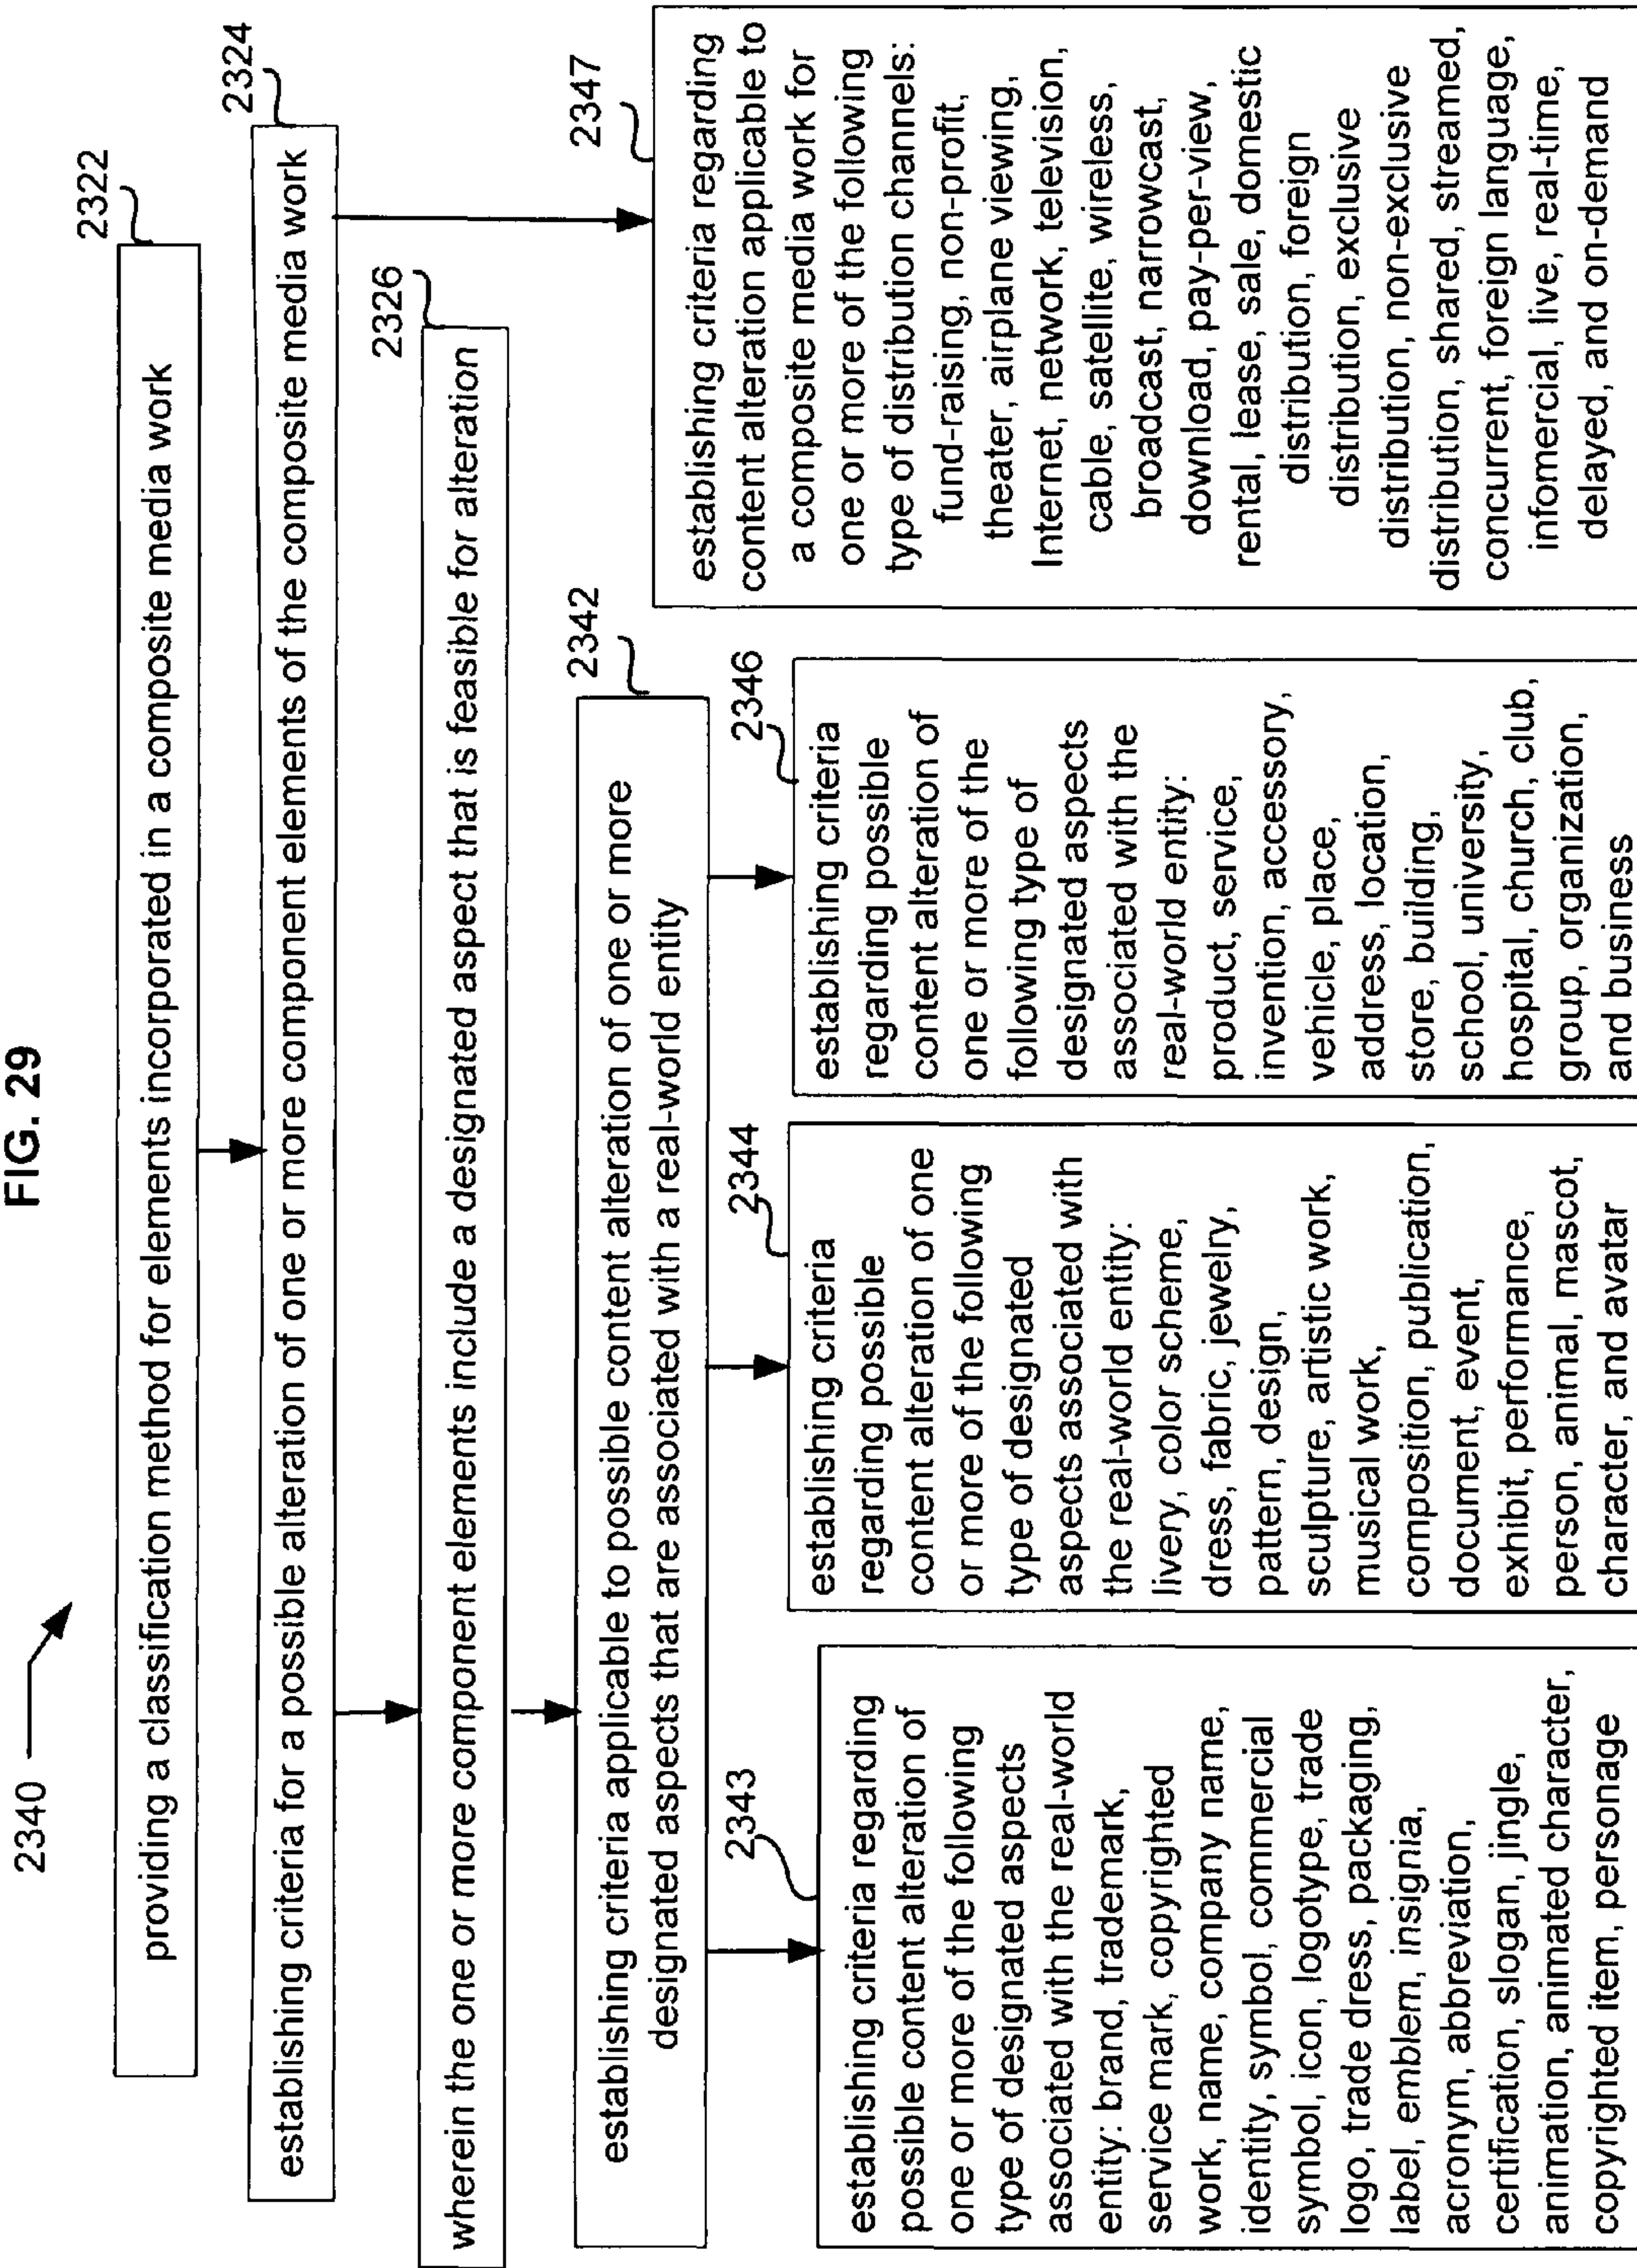 FIG. 29
2340
2322
providing a classification method for elements incorporated in a composite media work
2324
establishing criteria for a possible alteration of one or more component elements of the composite media work
2326
wherein the one or more component elements include a designated aspect that is feasible for alteration
2342
establishing criteria applicable to possible content alteration of one or more
designated aspects that are associated with a real-world entity
2343
establishing criteria regarding
possible content alteration of
one or more of the following
type of designated aspects
associated with the real-world
entity: brand, trademark,
service mark, copyrighted
work, name, company name,
identity, symbol, commercial
symbol, icon, logotype, trade
logo, trade dress, packaging,
label, emblem, insignia,
acronym, abbreviation,
certification, slogan, jingle,
animation, animated character,
copyrighted item, personage
2344
establishing criteria
regarding possible
content alteration of one
or more of the following
type of designated
aspects associated with
the real-world entity:
livery, color scheme,
dress, fabric, jewelry,
pattern, design,
sculpture, artistic work,
musical work,
composition, publication,
document, event,
exhibit, performance,
person, animal, mascot,
character, and avatar
2346
establishing criteria
regarding possible
content alteration of
one or more of the
following type of
designated aspects
associated with the
real-world entity:
product, service,
invention, accessory,
vehicle, place,
address, location,
store, building,
school, university,
hospital, church, club,
group, organization,
and business
2347
establishing criteria regarding
content alteration applicable to
a composite media work for
one or more of the following
type of distribution channels:
fund-raising, non-profit,
theater, airplane viewing,
Internet, network, television,
cable, satellite, wireless,
broadcast, narrowcast,
download, pay-per-view,
rental, lease, sale, domestic
distribution, foreign
distribution, exclusive
distribution, non-exclusive
distribution, shared, streamed,
concurrent, foreign language,
infomercial, live, real-time,
delayed, and on-demand